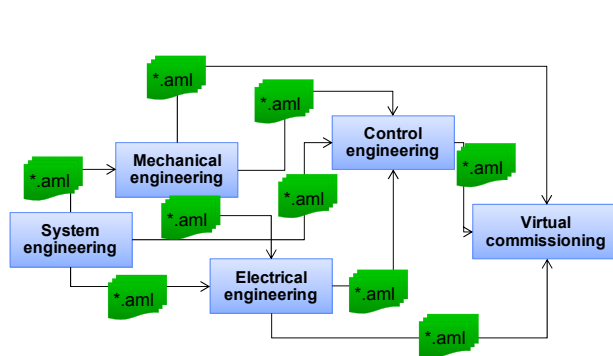 *.aml
*.aml
Control
engineering
Mechanical
engineering
*.aml
*.aml
*.aml
*.aml
System
engineering
Virtual
commissioning
Electrical
engineering
*.aml
*.aml
*.aml